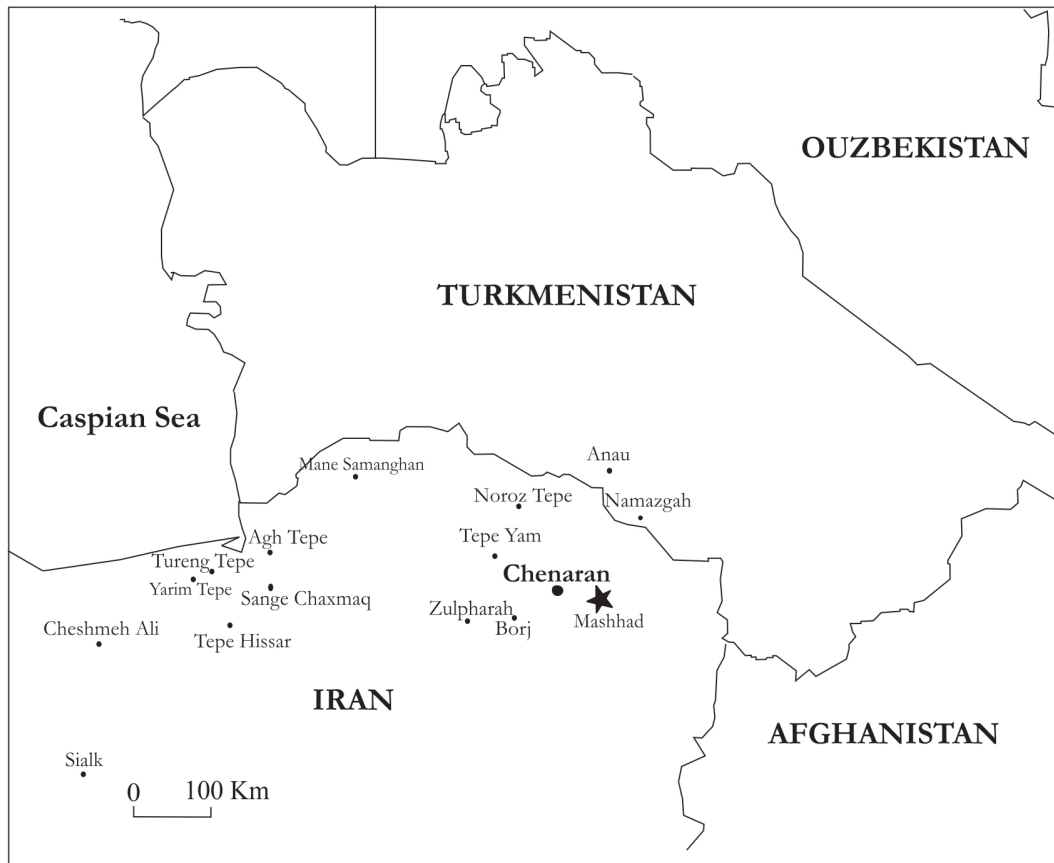 OUZBEKISTAN
TURKMENISTAN
Caspian Sea
Anau
Mane Samanghan
Noroz Tepe
Namazgah
Agh Tepe
Tepe Yam
Tureng Tepe
Chenaran
Yarim Tepe
Sange Chaxmaq
Zulpharah
Mashhad
Borj
Cheshmeh Ali
Tepe Hissar
IRAN
AFGHANISTAN
Sialk
0 100 Km